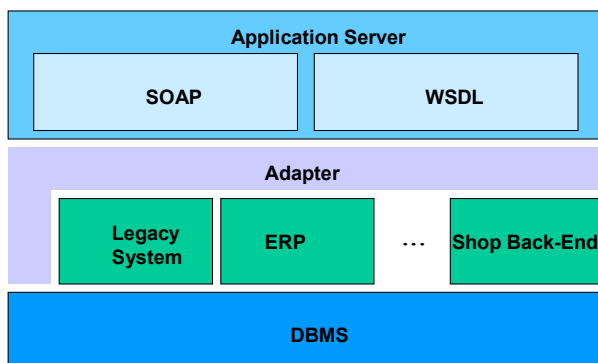 Application Server
SOAP
WSDL
Adapter
Legacy
System
ERP
...
Shop Back-End
DBMS